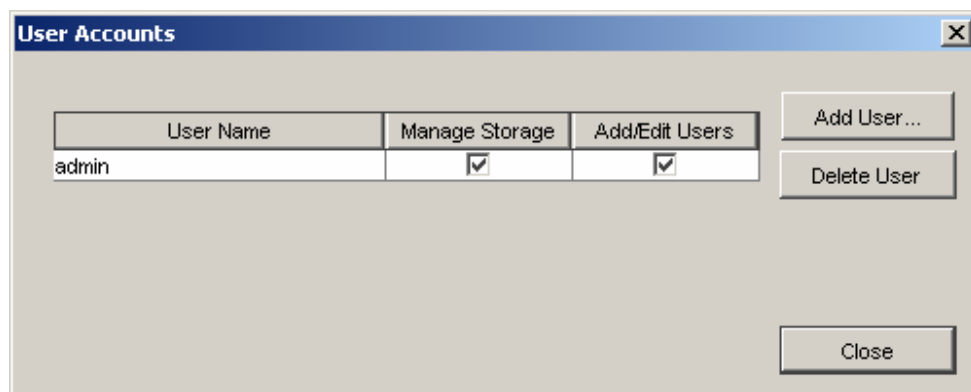 User Accounts
User Name Manage Storage Add/Edit Users
admin
Add User...
Delete User
Close